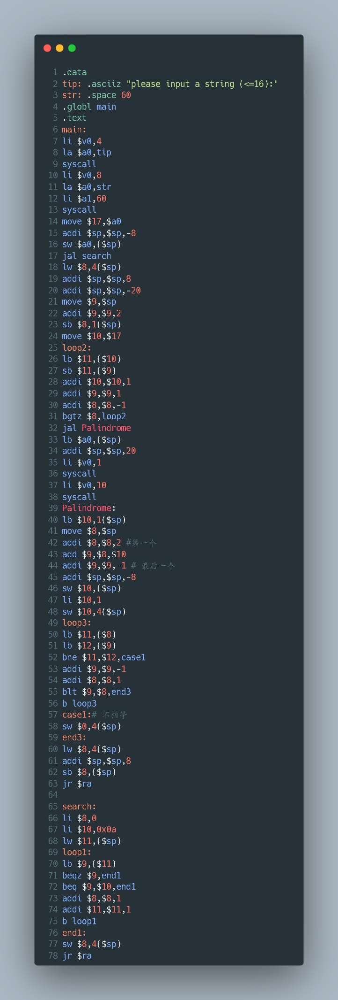 1 .data
2 tip: .asciiz "please input a string (<=16):"
3 str: .space 60
4 .globl main
5 .text
6 main:
7 li $v0,4
8 la $a0,tip
9 syscall
10 li $v0,8
11 la $a0,str
12 li $a1,60
13 syscall
14 move $17,$a0
15 addi $sp,$sp,-8
16 sw $a0,($sp)
17 jal search
18 lw $8,4($sp)
19 addi $sp,$sp,8
20 addi $sp,$sp,-20
21 move $9,$sp
22 addi $9,$9,2
23 sb $8,1($sp)
24 move $10,$17
25 loop2:
26 lb $11,($10)
27 sb $11,($9)
28 addi $10,$10,1
29 addi $9,$9,1
30 addi $8,$8,-1
31 bgtz $8,loop2
32 jal Palindrome
33 lb $a0,($sp)
34 addi $sp,$sp,20
35 li $v0,1
36 syscall
37 li $v0,10
38 syscall
39 Palindrome:
40 lb $10,1($sp)
41 move $8,$sp
42 addi $8,$8,2 #第一个
43 add $9,$8,$10
44 addi $9,$9,-1 # 最后一个
45 addi $sp,$sp,-8
46 sw $10,($sp)
47 li $10,1
48 sw $10,4($sp)
49 loop3:
50 lb $11,($8)
51 lb $12,($9)
52 bne $11,$12,case1
53 addi $9,$9,-1
54 addi $8,$8,1
55 blt $9,$8,end3
56 b loop3
57 case1:# 不相等
58 sw $0,4($sp)
59 end3:
60 lw $8,4($sp)
61 addi $sp,$sp,8
62 sb $8,($sp)
63 jr $ra
64
65 search:
66 li $8,0
67 li $10,0x0a
68 lw $11,($sp)
69 loop1:
70 lb $9,($11)
71 beqz $9,end1
72 beq $9,$10,end1
73 addi $8,$8,1
74 addi $11,$11,1
75 b loop1
76 end1:
77 sw $8,4($sp)
78 jr $ra